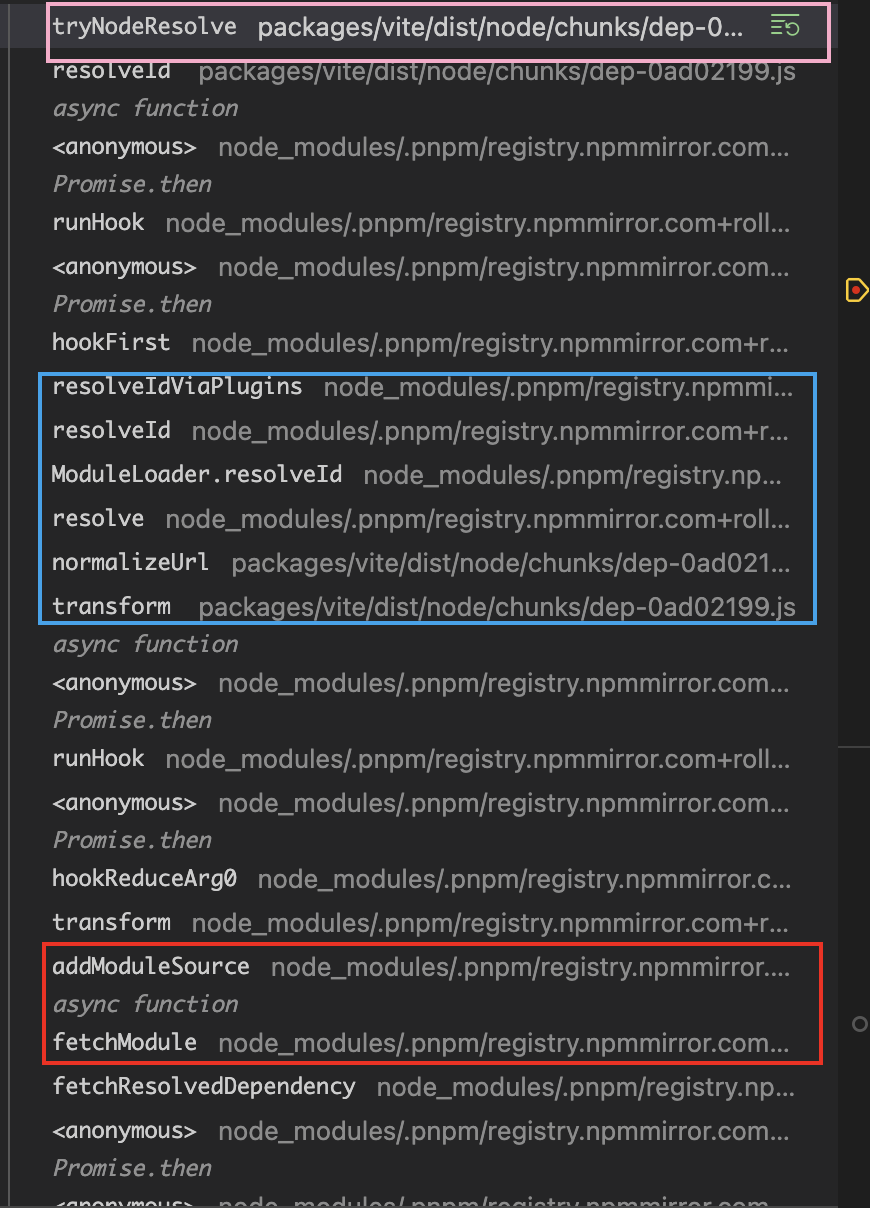 tryNodeResolve packages/vite/dist/node/chunks/dep-0...
resolveId packages/vite/dist/node/chunks/dep-0ad02199.js
async function
<anonymous> node_modules/.pnpm/registry.npmmirror.com...
Promise.then
runHook node_modules/.pnpm/registry.npmmirror.com+roll...
<anonymous> node_modules/.pnpm/registry.npmmirror.com...
Promise.then
hookFirst node_modules/.pnpm/registry.npmmirror.com+r...
resolveIdViaPlugins node_modules/.pnpm/registry.npmmi...
resolveId node_modules/.pnpm/registry.npmmirror.com+r...
ModuleLoader.resolveId node_modules/.pnpm/registry.np...
resolve node_modules/.pnpm/registry.npmmirror.com+roll...
normalizeUrl packages/vite/dist/node/chunks/dep-0ad021...
transform packages/vite/dist/node/chunks/dep-0ad02199.js
async function
<anonymous> node_modules/.pnpm/registry.npmmirror.com...
Promise.then
runHook node_modules/.pnpm/registry.npmmirror.com+roll...
<anonymous> node_modules/.pnpm/registry.npmmirror.com...
Promise.then
hookReduceArg0 node_modules/.pnpm/registry.npmmirror.c...
transform node_modules/.pnpm/registry.npmmirror.com+r...
addModuleSource node_modules/.pnpm/registry.npmmirror....
async function
fetchModule node_modules/.pnpm/registry.npmmirror.com...
fetchResolvedDependency node_modules/.pnpm/registry.np...
<anonymous> node_modules/.pnpm/registry.npmmirror.com...
Promise.then
<anonymous> node_modules/.pnpm/registry.npmmirror.com...